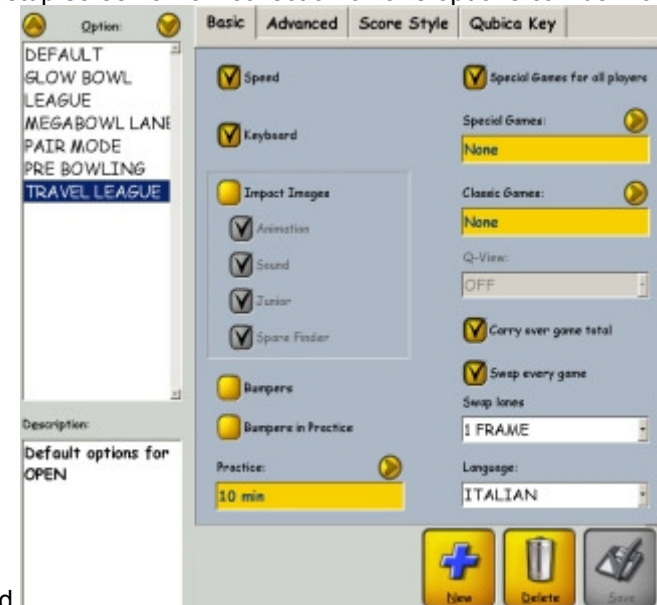 Option:
DEFAULT
GLOW BOWL
LEAGUE
MEGABOWL LANE
PAIR MODE
PRE BOWLING
TRAVEL LEAGUE
Description:
Default options for
OPEN
Basic Advanced Score Style Qubica Key
Speed
Keyboard
Impact Images
Animation
Sound
Junior
Spare Finder
Bumpers
Bumpers in Practice
Practice:
10 min
Special Games for all players
Special Games:
None
Classic Games:
None
Q-View:
OFF
Carry over game total
Swap every game
Swap lanes
1 FRAME
Language:
ITALIAN
New Delete Save